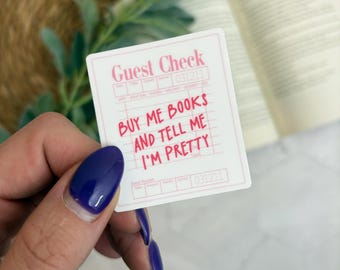 Guest Check
BUY ME BOOKS
AND TELL ME
I'M PRETTY